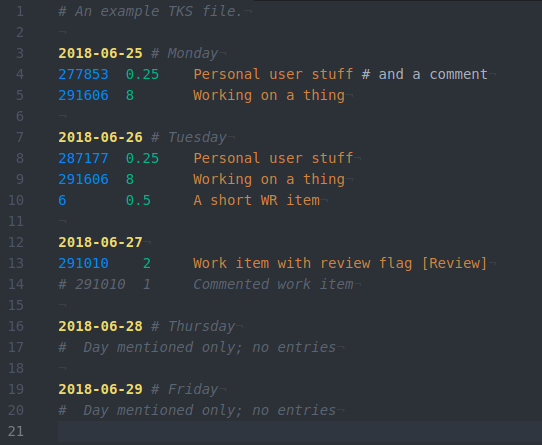 1 # An example TKS file.¬
2 ¬
3 2018-06-25 # Monday¬
4 277853  0.25    Personal user stuff # and a comment¬
5 291606  8       Working on a thing¬
6 ¬
7 2018-06-26 # Tuesday¬
8 287177  0.25    Personal user stuff¬
9 291606  8       Working on a thing¬
10 6       0.5     A short WR item¬
11 ¬
12 2018-06-27¬
13 291010    2     Work item with review flag [Review]¬
14 # 291010  1     Commented work item¬
15 ¬
16 2018-06-28 # Thursday¬
17 #  Day mentioned only; no entries¬
18 ¬
19 2018-06-29 # Friday¬
20 #  Day mentioned only; no entries¬
21